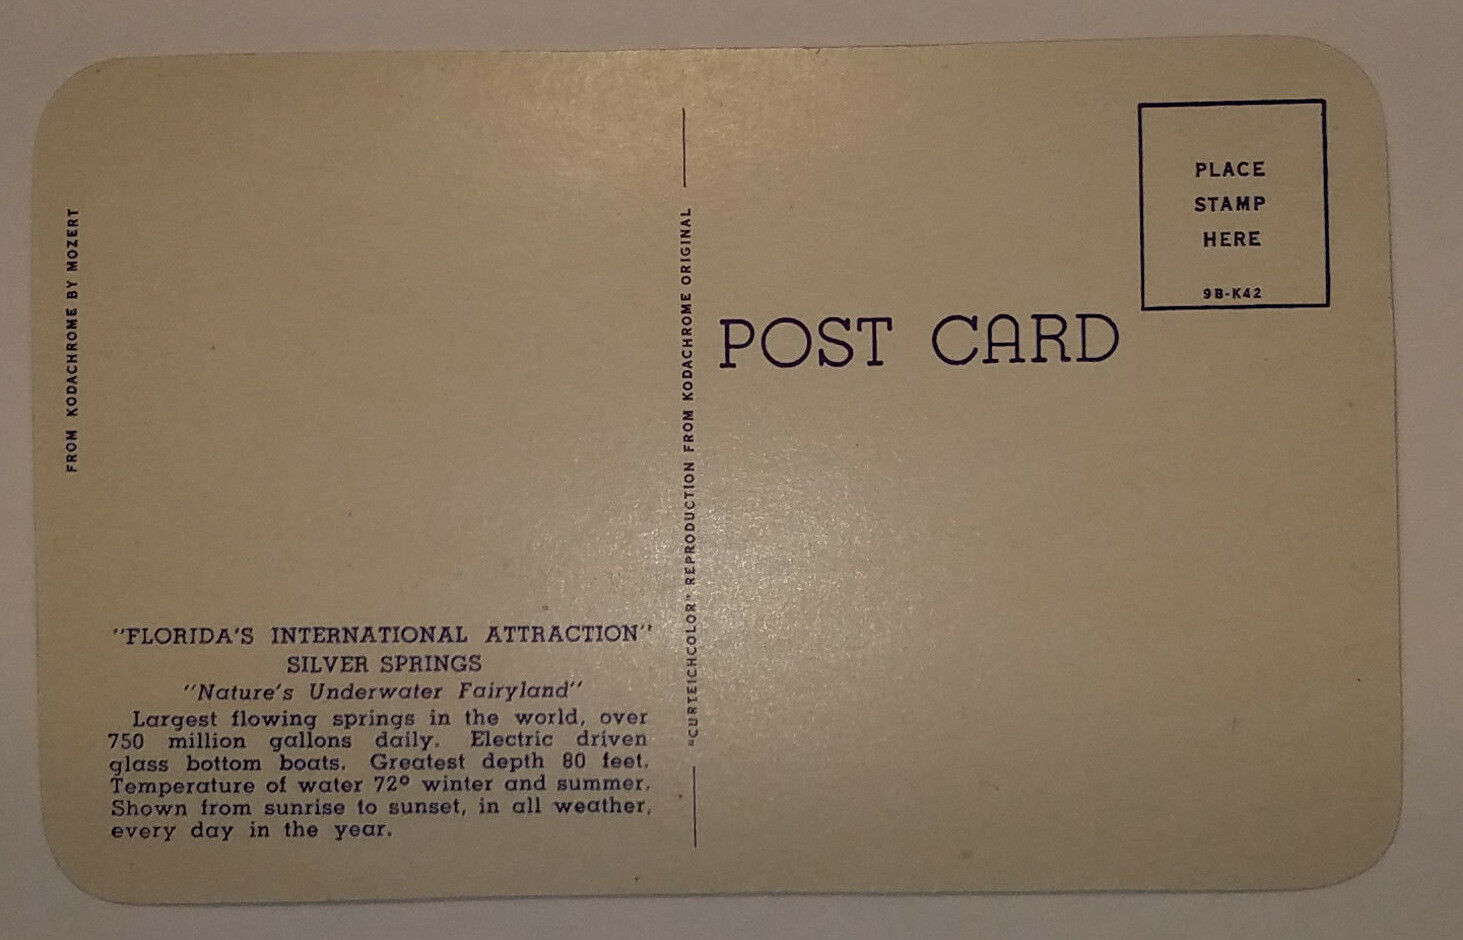 FROM KODACHROME BY MOZERT
"FLORIDA'S INTERNATIONAL ATTRACTION"
SILVER SPRINGS
"Nature's Underwater Fairyland"
Largest flowing springs in the world, over
750 million gallons daily. Electric driven
glass bottom boats. Greatest depth 80 feet.
Temperature of water 72° winter and summer.
Shown from sunrise to sunset, in all weather,
every day in the year.
"CURTEICHCOLOR" REPRODUCTION FROM KODACHROME ORIGINAL
POST CARD
PLACE
STAMP
HERE
9B-K42